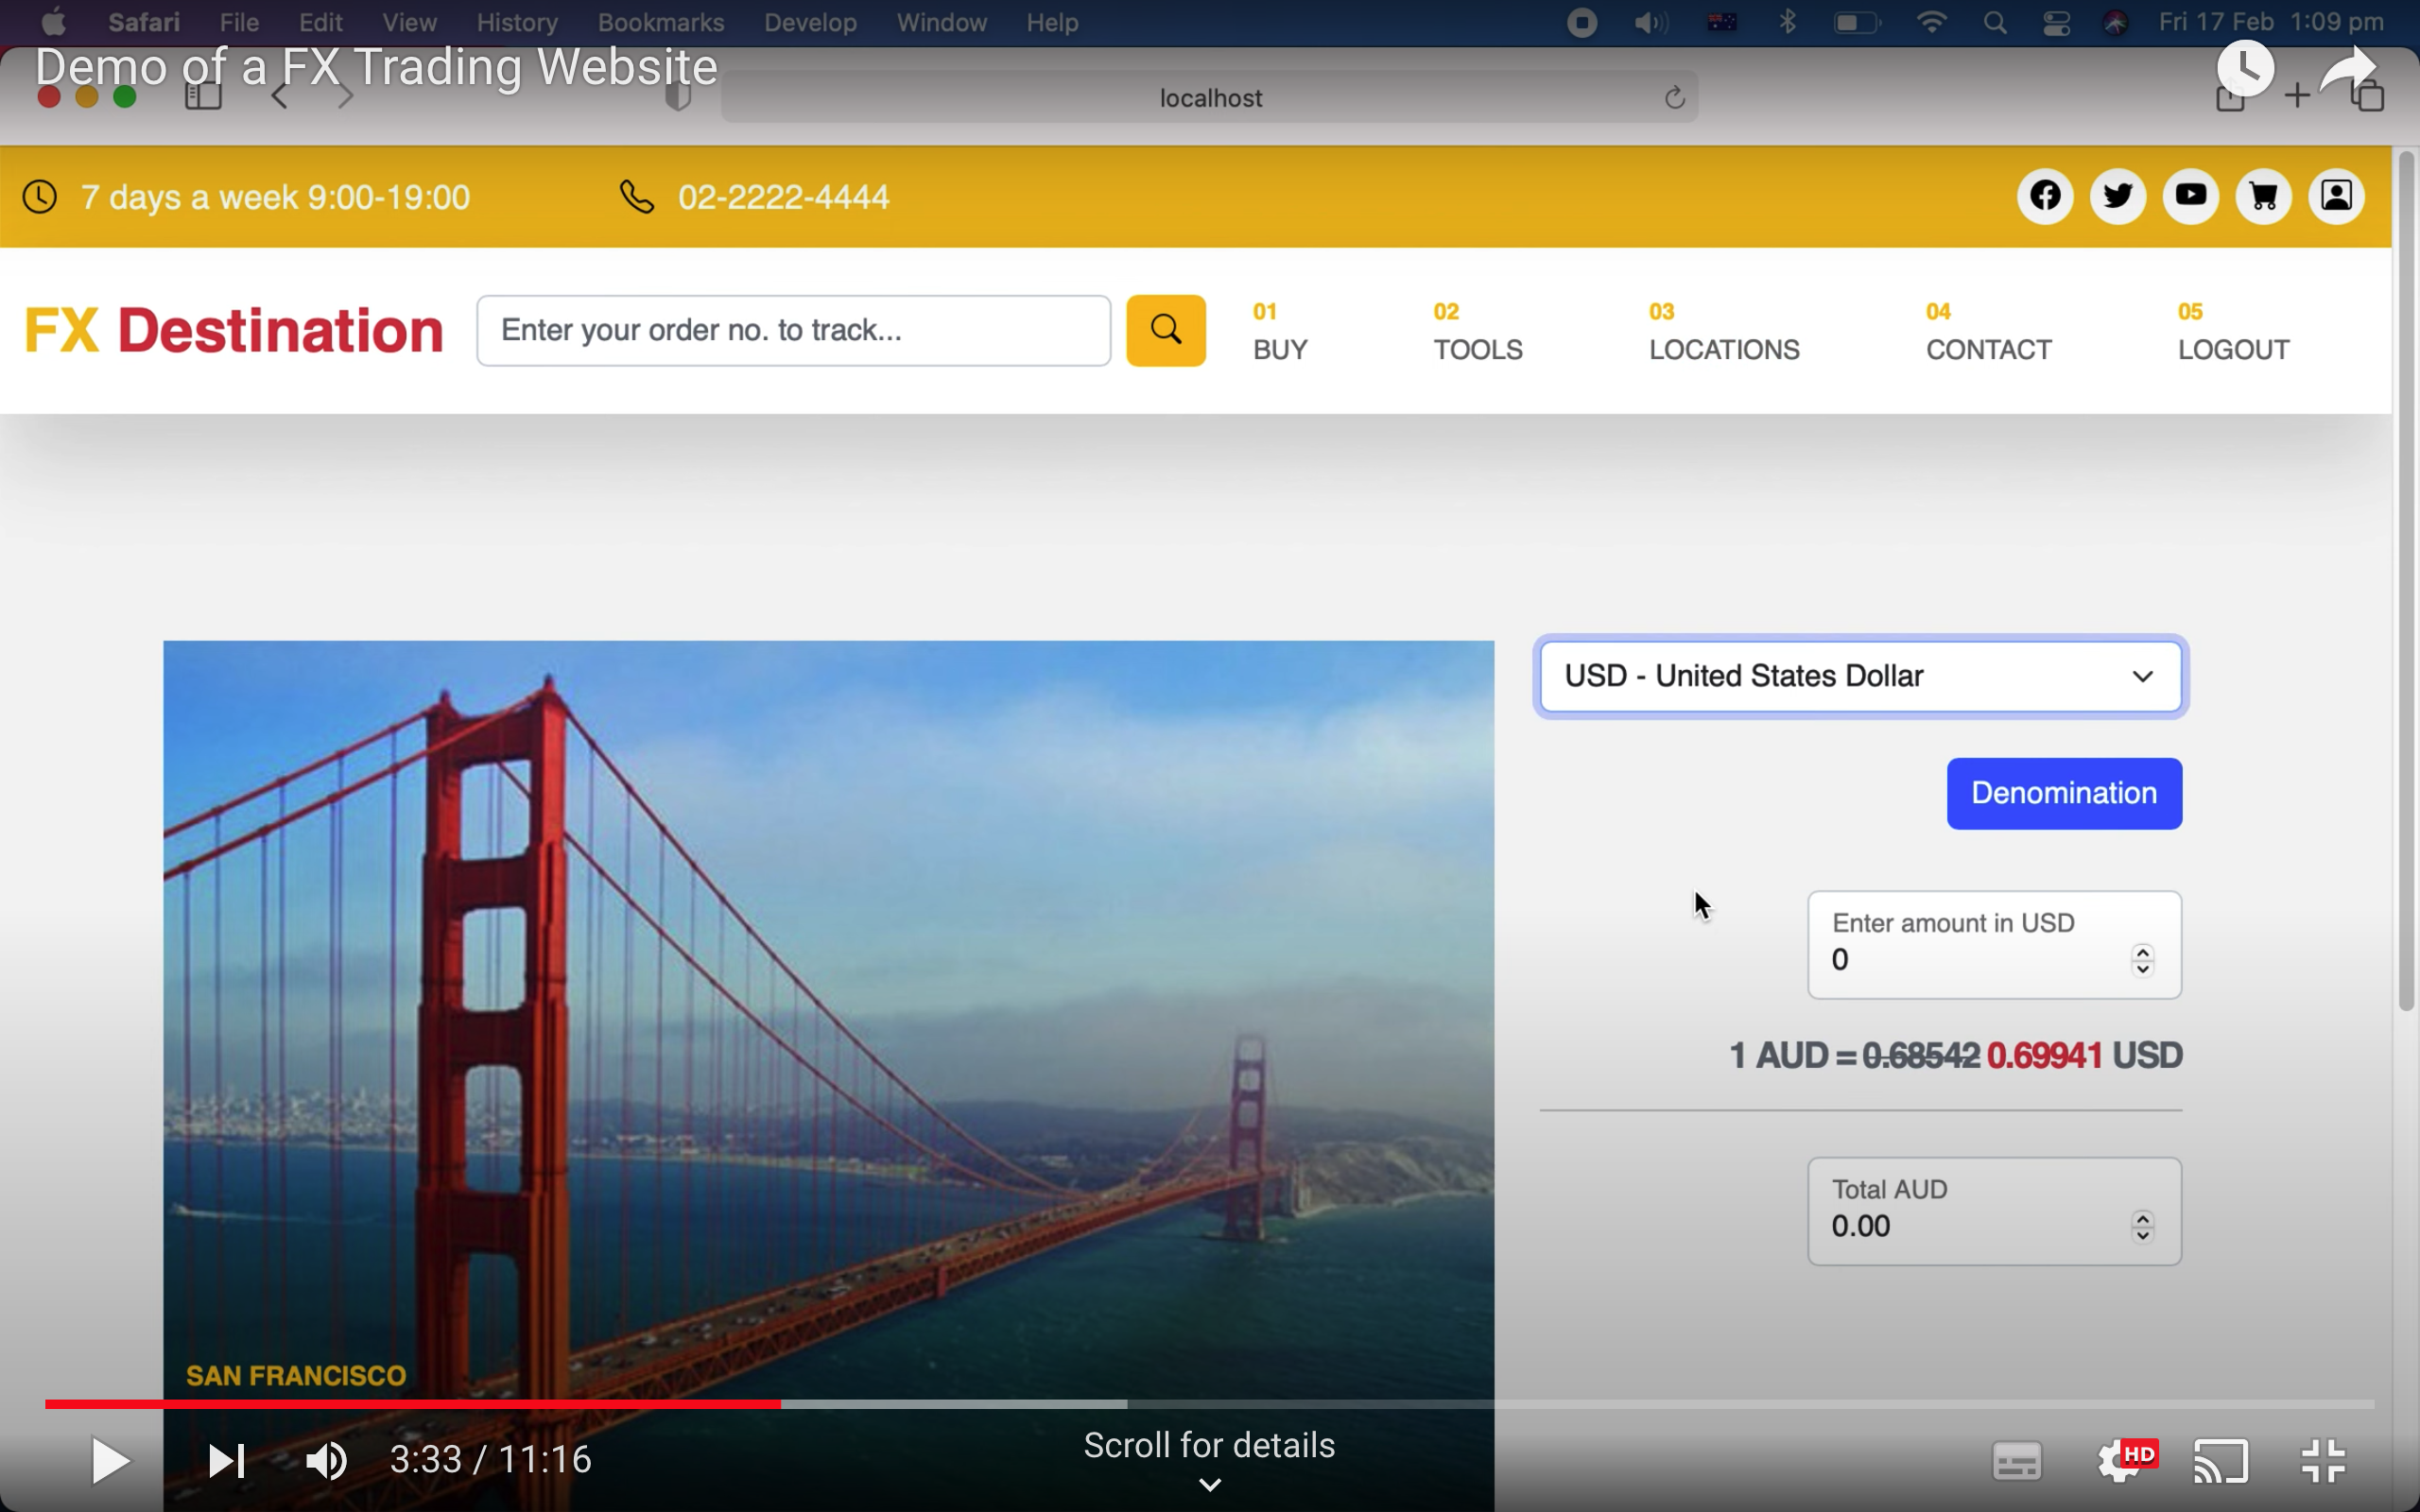 Safari File Edit View History Bookmarks Develop Window Help Fri 17 Feb 1:09 pm
Demo of a FX Trading Website
localhost
7 days a week 9:00-19:00 02-2222-4444
FX Destination Enter your order no. to track...
01 02 03 04 05
BUY TOOLS LOCATIONS CONTACT LOGOUT
USD - United States Dollar
Denomination
Enter amount in USD
0
1 AUD = 0.68542 0.69941 USD
Total AUD
0.00
SAN FRANCISCO
Scroll for details
3:33 / 11:16
HD